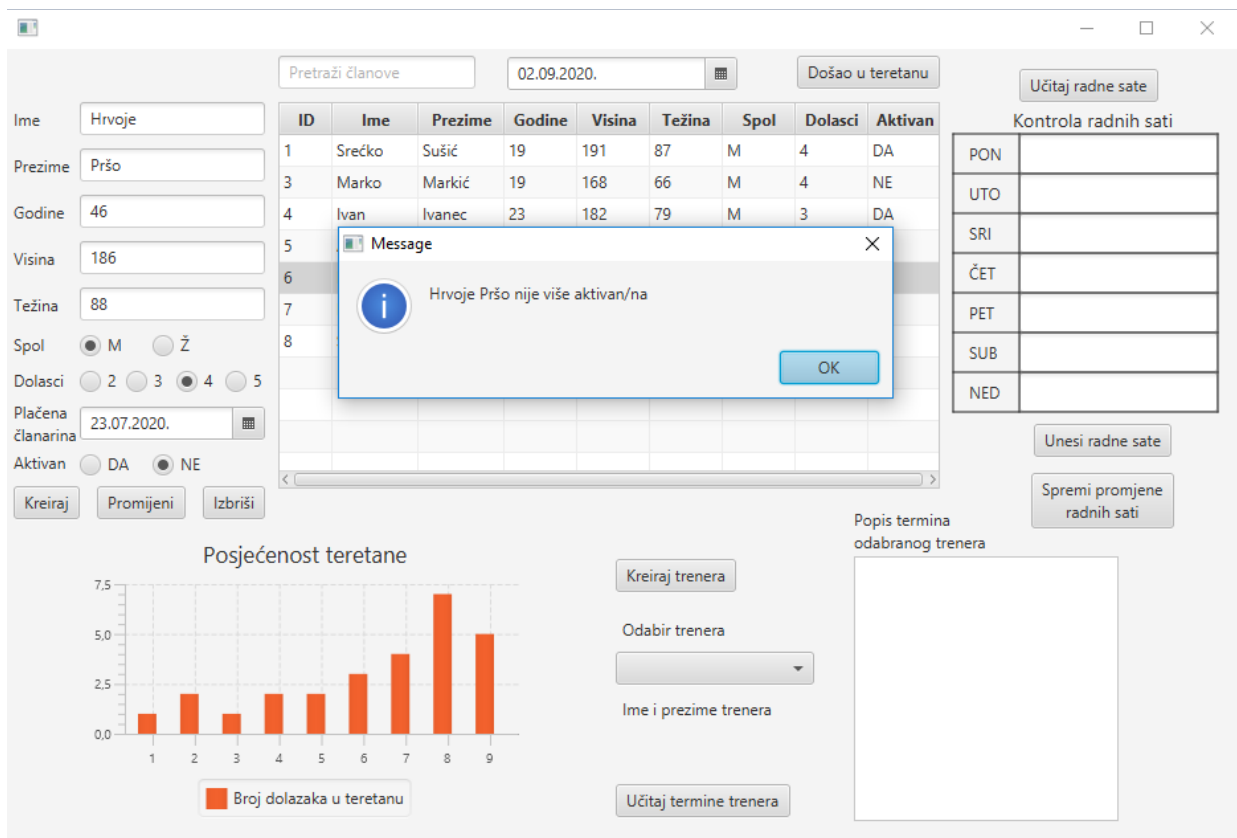 Pretraži članove
02.09.2020.
Došao u teretanu
Učitaj radne sate
Ime
Hrvoje
Prezime
Pršo
Godine
46
Visina
186
Težina
88
Spol
M
Ž
Dolasci
2
3
4
5
Plaćena
članarina
23.07.2020.
Aktivan
DA
NE
Kreiraj
Promijeni
Izbriši
ID Ime Prezime Godine Visina Težina Spol Dolasci Aktivan
1 Srećko Sušić 19 191 87 M 4 DA
3 Marko Markić 19 168 66 M 4 NE
4 Ivan Ivanec 23 182 79 M 3 DA
5
6
7
8
Message
Hrvoje Pršo nije više aktivan/na
OK
Kontrola radnih sati
PON
UTO
SRI
ČET
PET
SUB
NED
Unesi radne sate
Spremi promjene
radnih sati
Posjećenost teretane
7,5
5,0
2,5
0,0
1 2 3 4 5 6 7 8 9
Broj dolazaka u teretanu
Kreiraj trenera
Odabir trenera
Ime i prezime trenera
Učitaj termine trenera
Popis termina
odabranog trenera